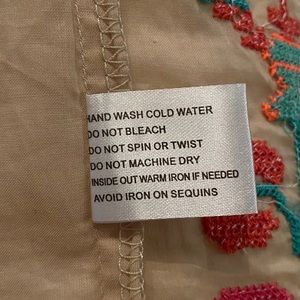 HAND WASH COLD WATER
DO NOT BLEACH
DO NOT SPIN OR TWIST
DO NOT MACHINE DRY
INSIDE OUT WARM IRON IF NEEDED
AVOID IRON ON SEQUINS